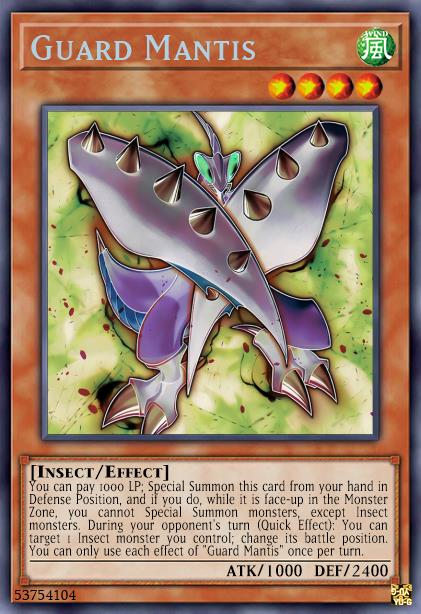 Guard Mantis
WIND
風
[Insect/Effect]
You can pay 1000 LP; Special Summon this card from your hand in
Defense Position, and if you do, while it is face-up in the Monster
Zone, you cannot Special Summon monsters, except Insect
monsters. During your opponent's turn (Quick Effect): You can
target 1 Insect monster you control; change its battle position.
You can only use each effect of "Guard Mantis" once per turn.
ATK/1000 DEF/2400
53754104